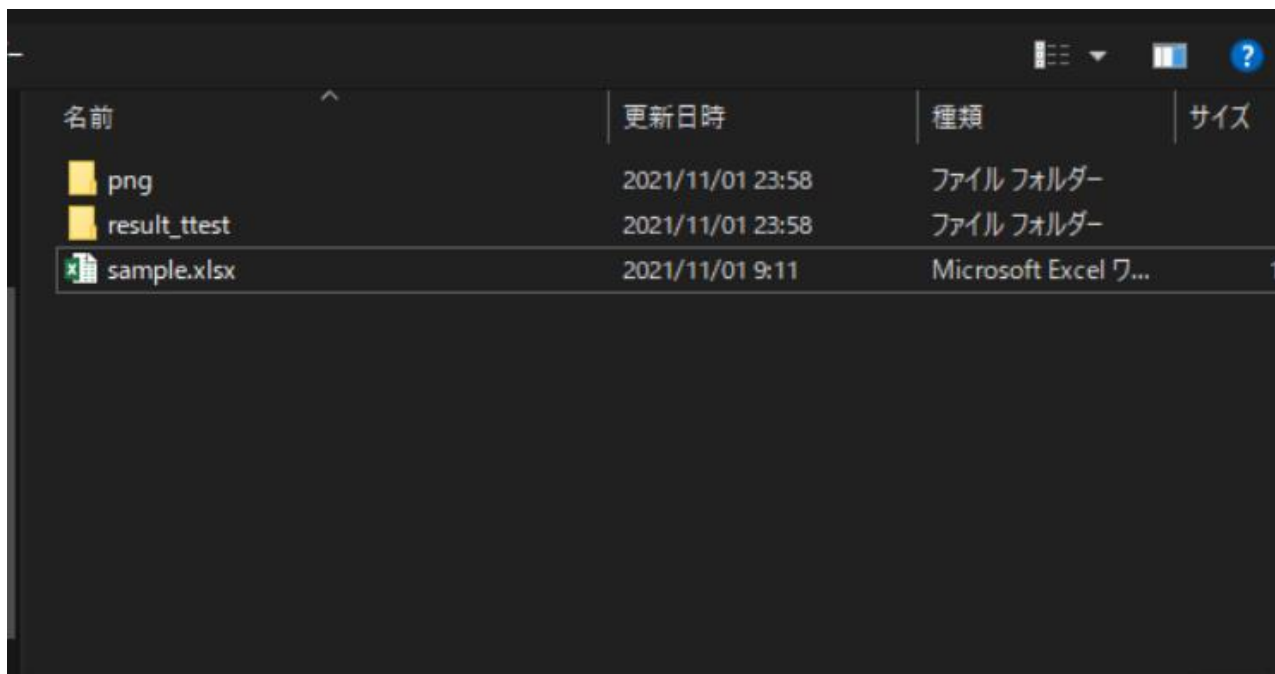 名前 更新日時 種類 サイズ
png 2021/11/01 23:58 ファイル フォルダー
result_ttest 2021/11/01 23:58 ファイル フォルダー
sample.xlsx 2021/11/01 9:11 Microsoft Excel ワ...